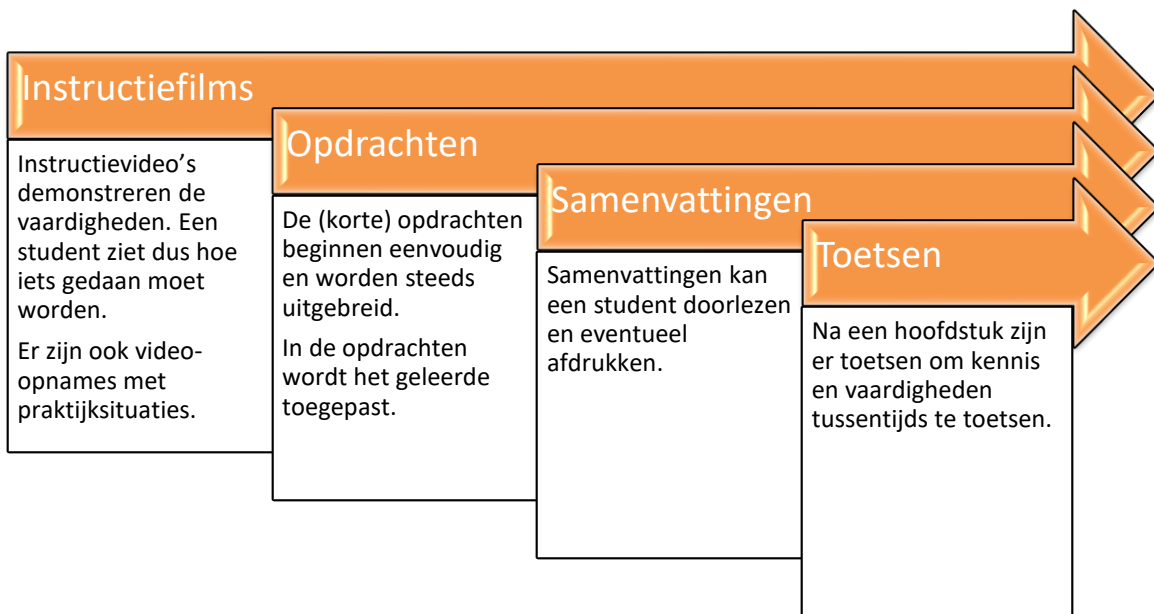 Instructiefilms
Instructievideo’s
demonstreren de
vaardigheden. Een
student ziet dus hoe
iets gedaan moet
worden.
Er zijn ook video-
opnames met
praktijksituaties.
Opdrachten
De (korte) opdrachten
beginnen eenvoudig
en worden steeds
uitgebreid.
In de opdrachten
wordt het geleerde
toegepast.
Samenvattingen
Samenvattingen kan
een student doorlezen
en eventueel
afdrukken.
Toetsen
Na een hoofdstuk zijn
er toetsen om kennis
en vaardigheden
tussentijds te toetsen.